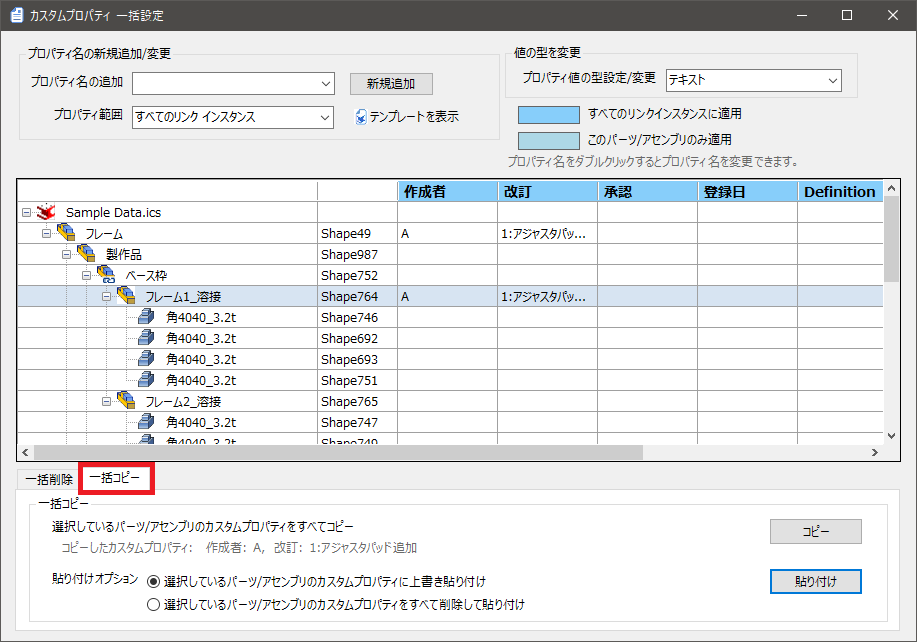 カスタムプロパティ 一括設定
プロパティ名の新規追加/変更
プロパティ名の追加
新規追加
プロパティ範囲
すべてのリンク インスタンス
テンプレートを表示
値の型を変更
プロパティ値の型設定/変更
テキスト
すべてのリンクインスタンスに適用
このパーツ/アセンブリのみ適用
プロパティ名をダブルクリックするとプロパティ名を変更できます。
作成者 改訂 承認 登録日 Definition
Sample Data.ics
フレーム Shape49 A 1:アジャスタパッ...
製作品 Shape987
ベース枠 Shape752
フレーム1_溶接 Shape764 A 1:アジャスタパッ...
角4040_3.2t Shape746
角4040_3.2t Shape692
角4040_3.2t Shape693
角4040_3.2t Shape751
フレーム2_溶接 Shape765
角4040_3.2t Shape747
角4040_3.2t Shape749
一括削除 一括コピー
一括コピー
選択しているパーツ/アセンブリのカスタムプロパティをすべてコピー
コピー
コピーしたカスタムプロパティ: 作成者: A, 改訂: 1:アジャスタパッド追加
貼り付けオプション
選択しているパーツ/アセンブリのカスタムプロパティに上書き貼り付け
貼り付け
選択しているパーツ/アセンブリのカスタムプロパティをすべて削除して貼り付け